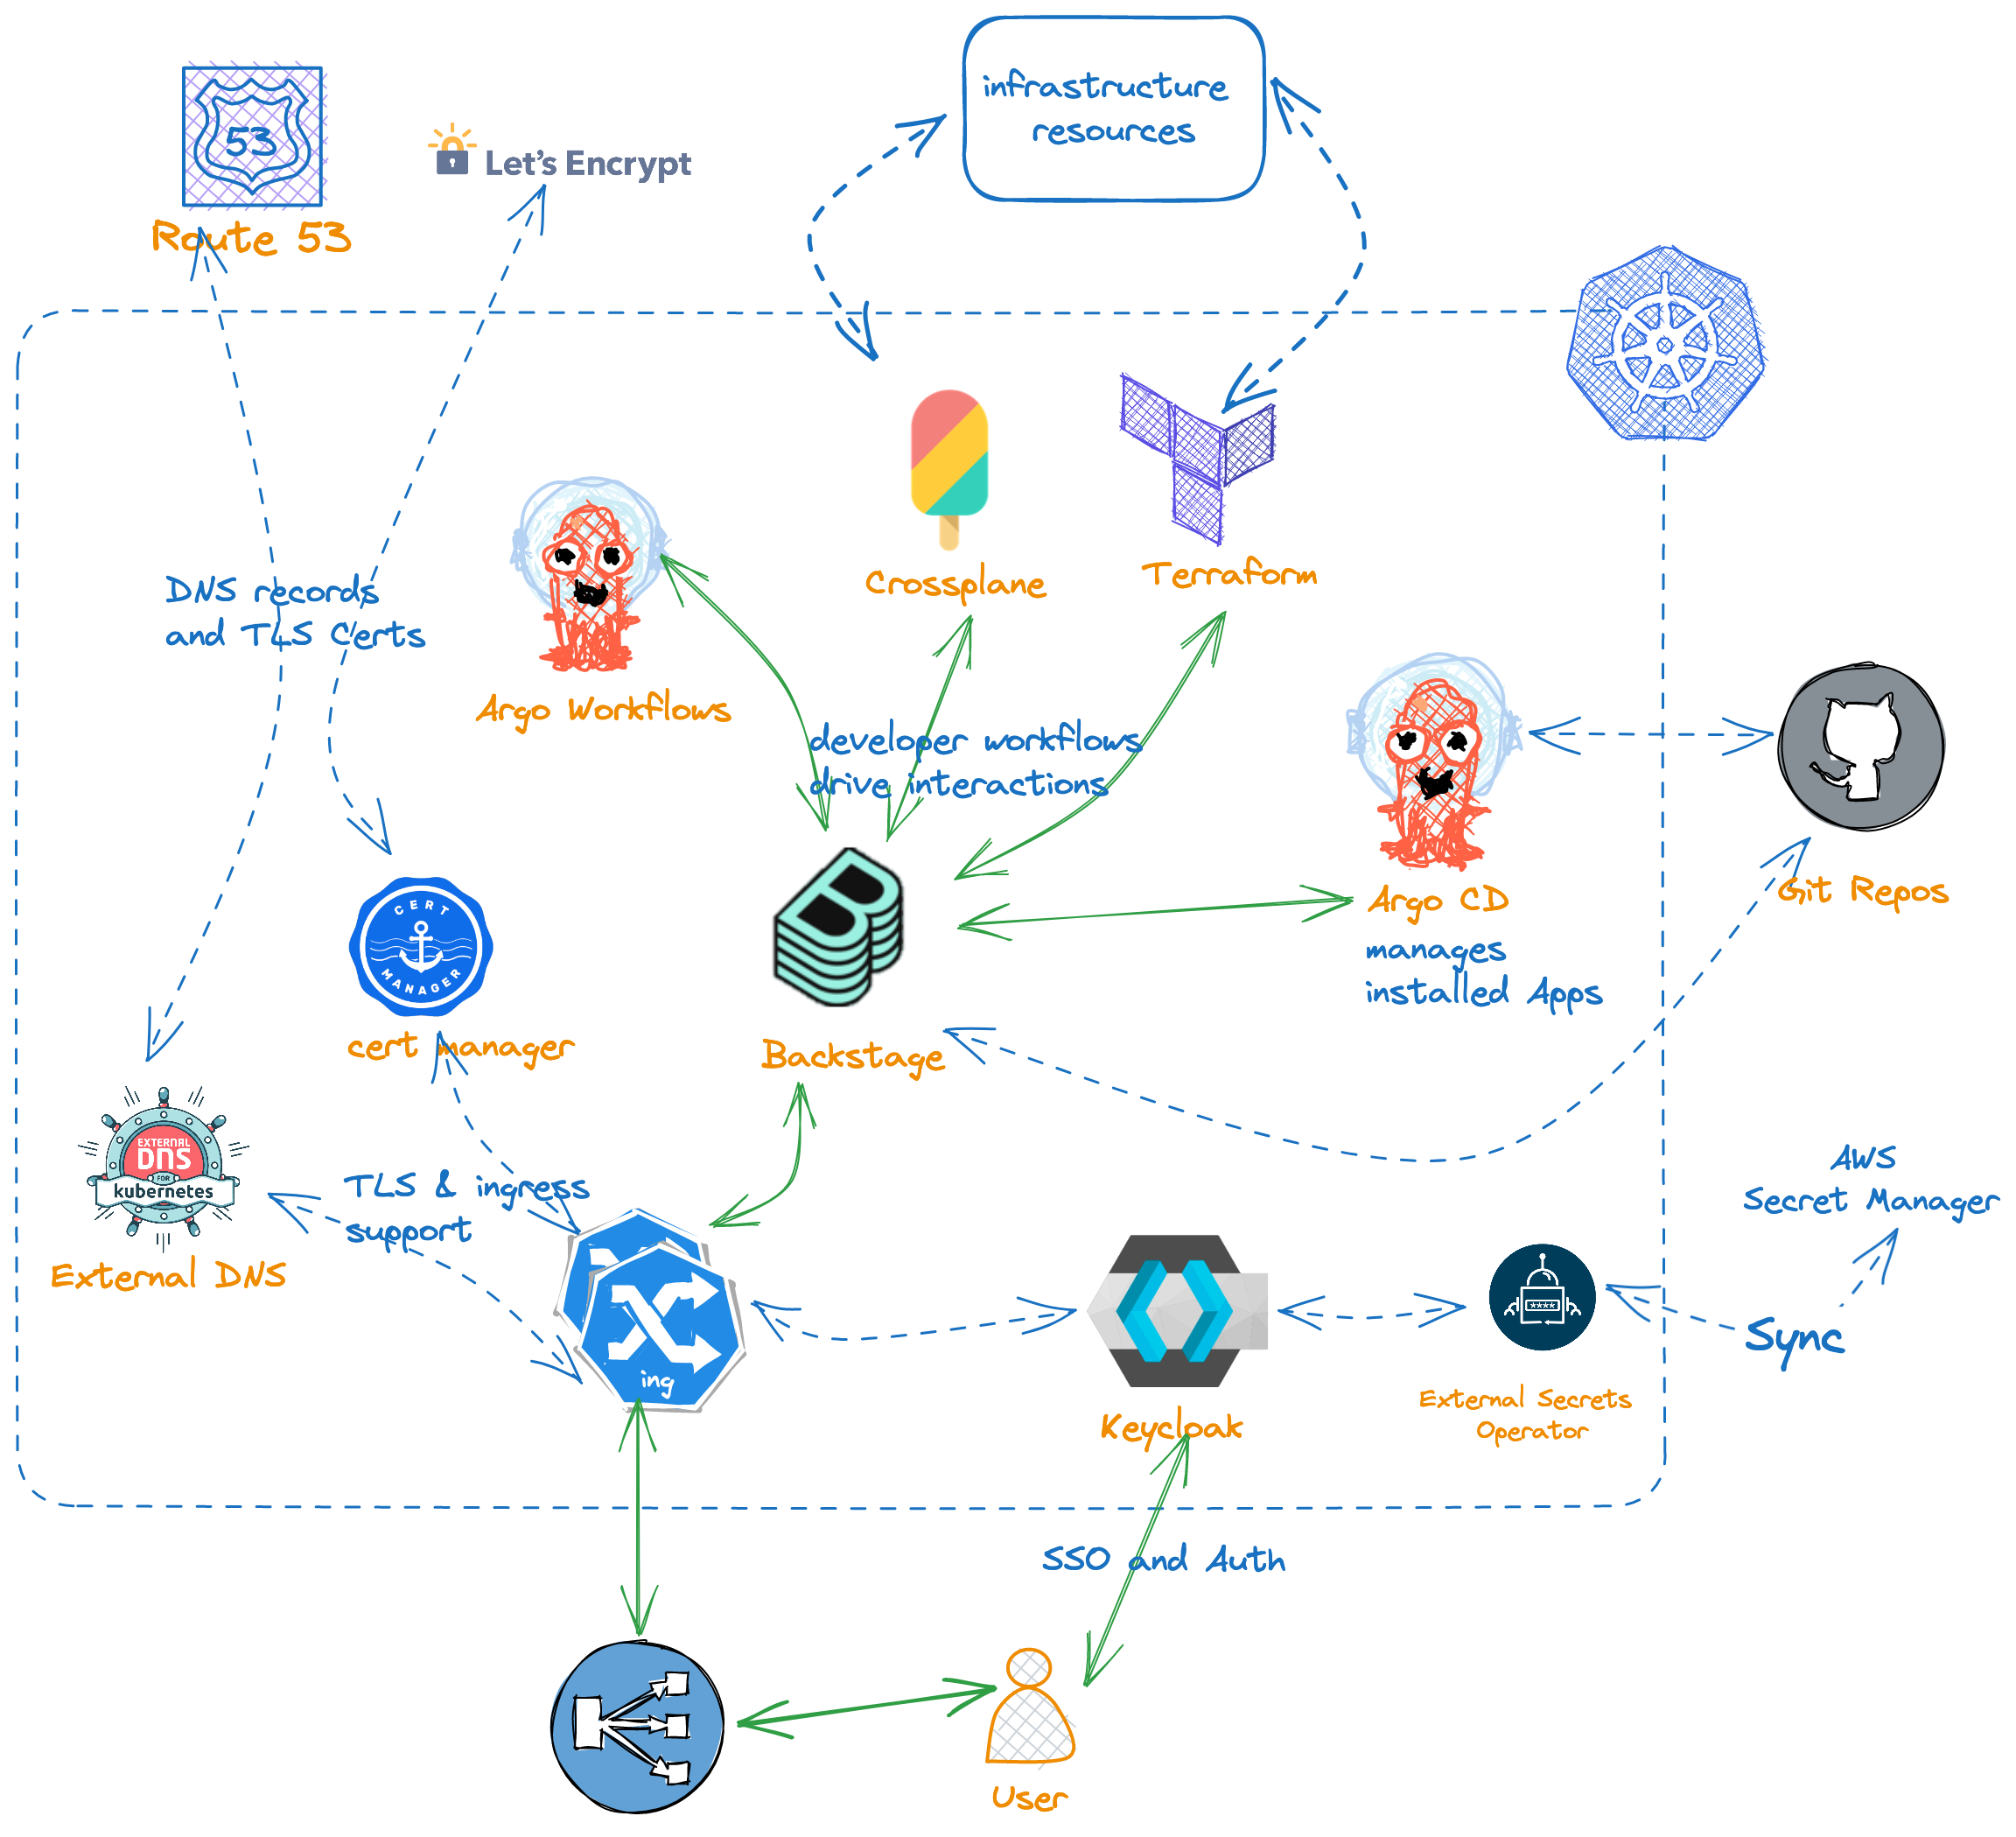 infrastructure
resources
53
Route 53
Let's Encrypt
DNS records
and TLS Certs
Crossplane
Terraform
Argo Workflows
developer workflows
drive interactions
Argo CD
manages
installed Apps
Git Repos
CERT
MANAGER
cert manager
Backstage
EXTERNAL
DNS
FOR
kubernetes
External DNS
TLS & ingress
support
ing
Keycloak
****
External Secrets
Operator
AWS
Secret Manager
Sync
SSO and Auth
User